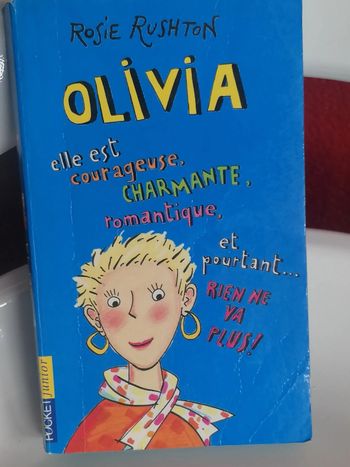 Rosie Rushton
OLIVIA
elle est
courageuse,
CHARMANTE,
romantique,
et
pourtant...
RIEN NE
VA
PLUS!
POCKET junior